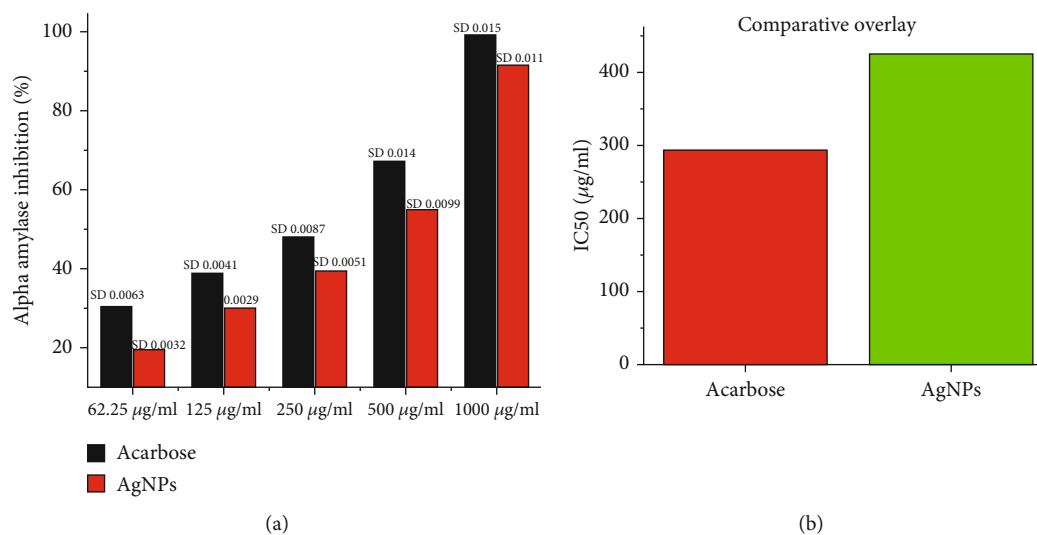 100
80
60
40
20
Alpha amylase inhibition (%)
SD 0.0063
SD 0.0032
SD 0.0041
0.0029
SD 0.0087
SD 0.0051
SD 0.014
SD 0.0099
SD 0.015
SD 0.011
62.25 μg/ml
125 μg/ml
250 μg/ml
500 μg/ml
1000 μg/ml
Acarbose
AgNPs
(a)
Comparative overlay
400
300
200
100
0
IC50 (μg/ml)
Acarbose
AgNPs
(b)